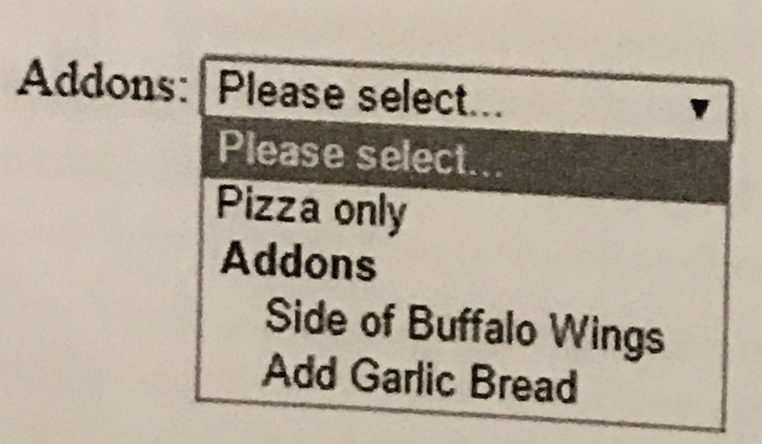 Addons: Please select...
Please select...
Pizza only
Addons
Side of Buffalo Wings
Add Garlic Bread